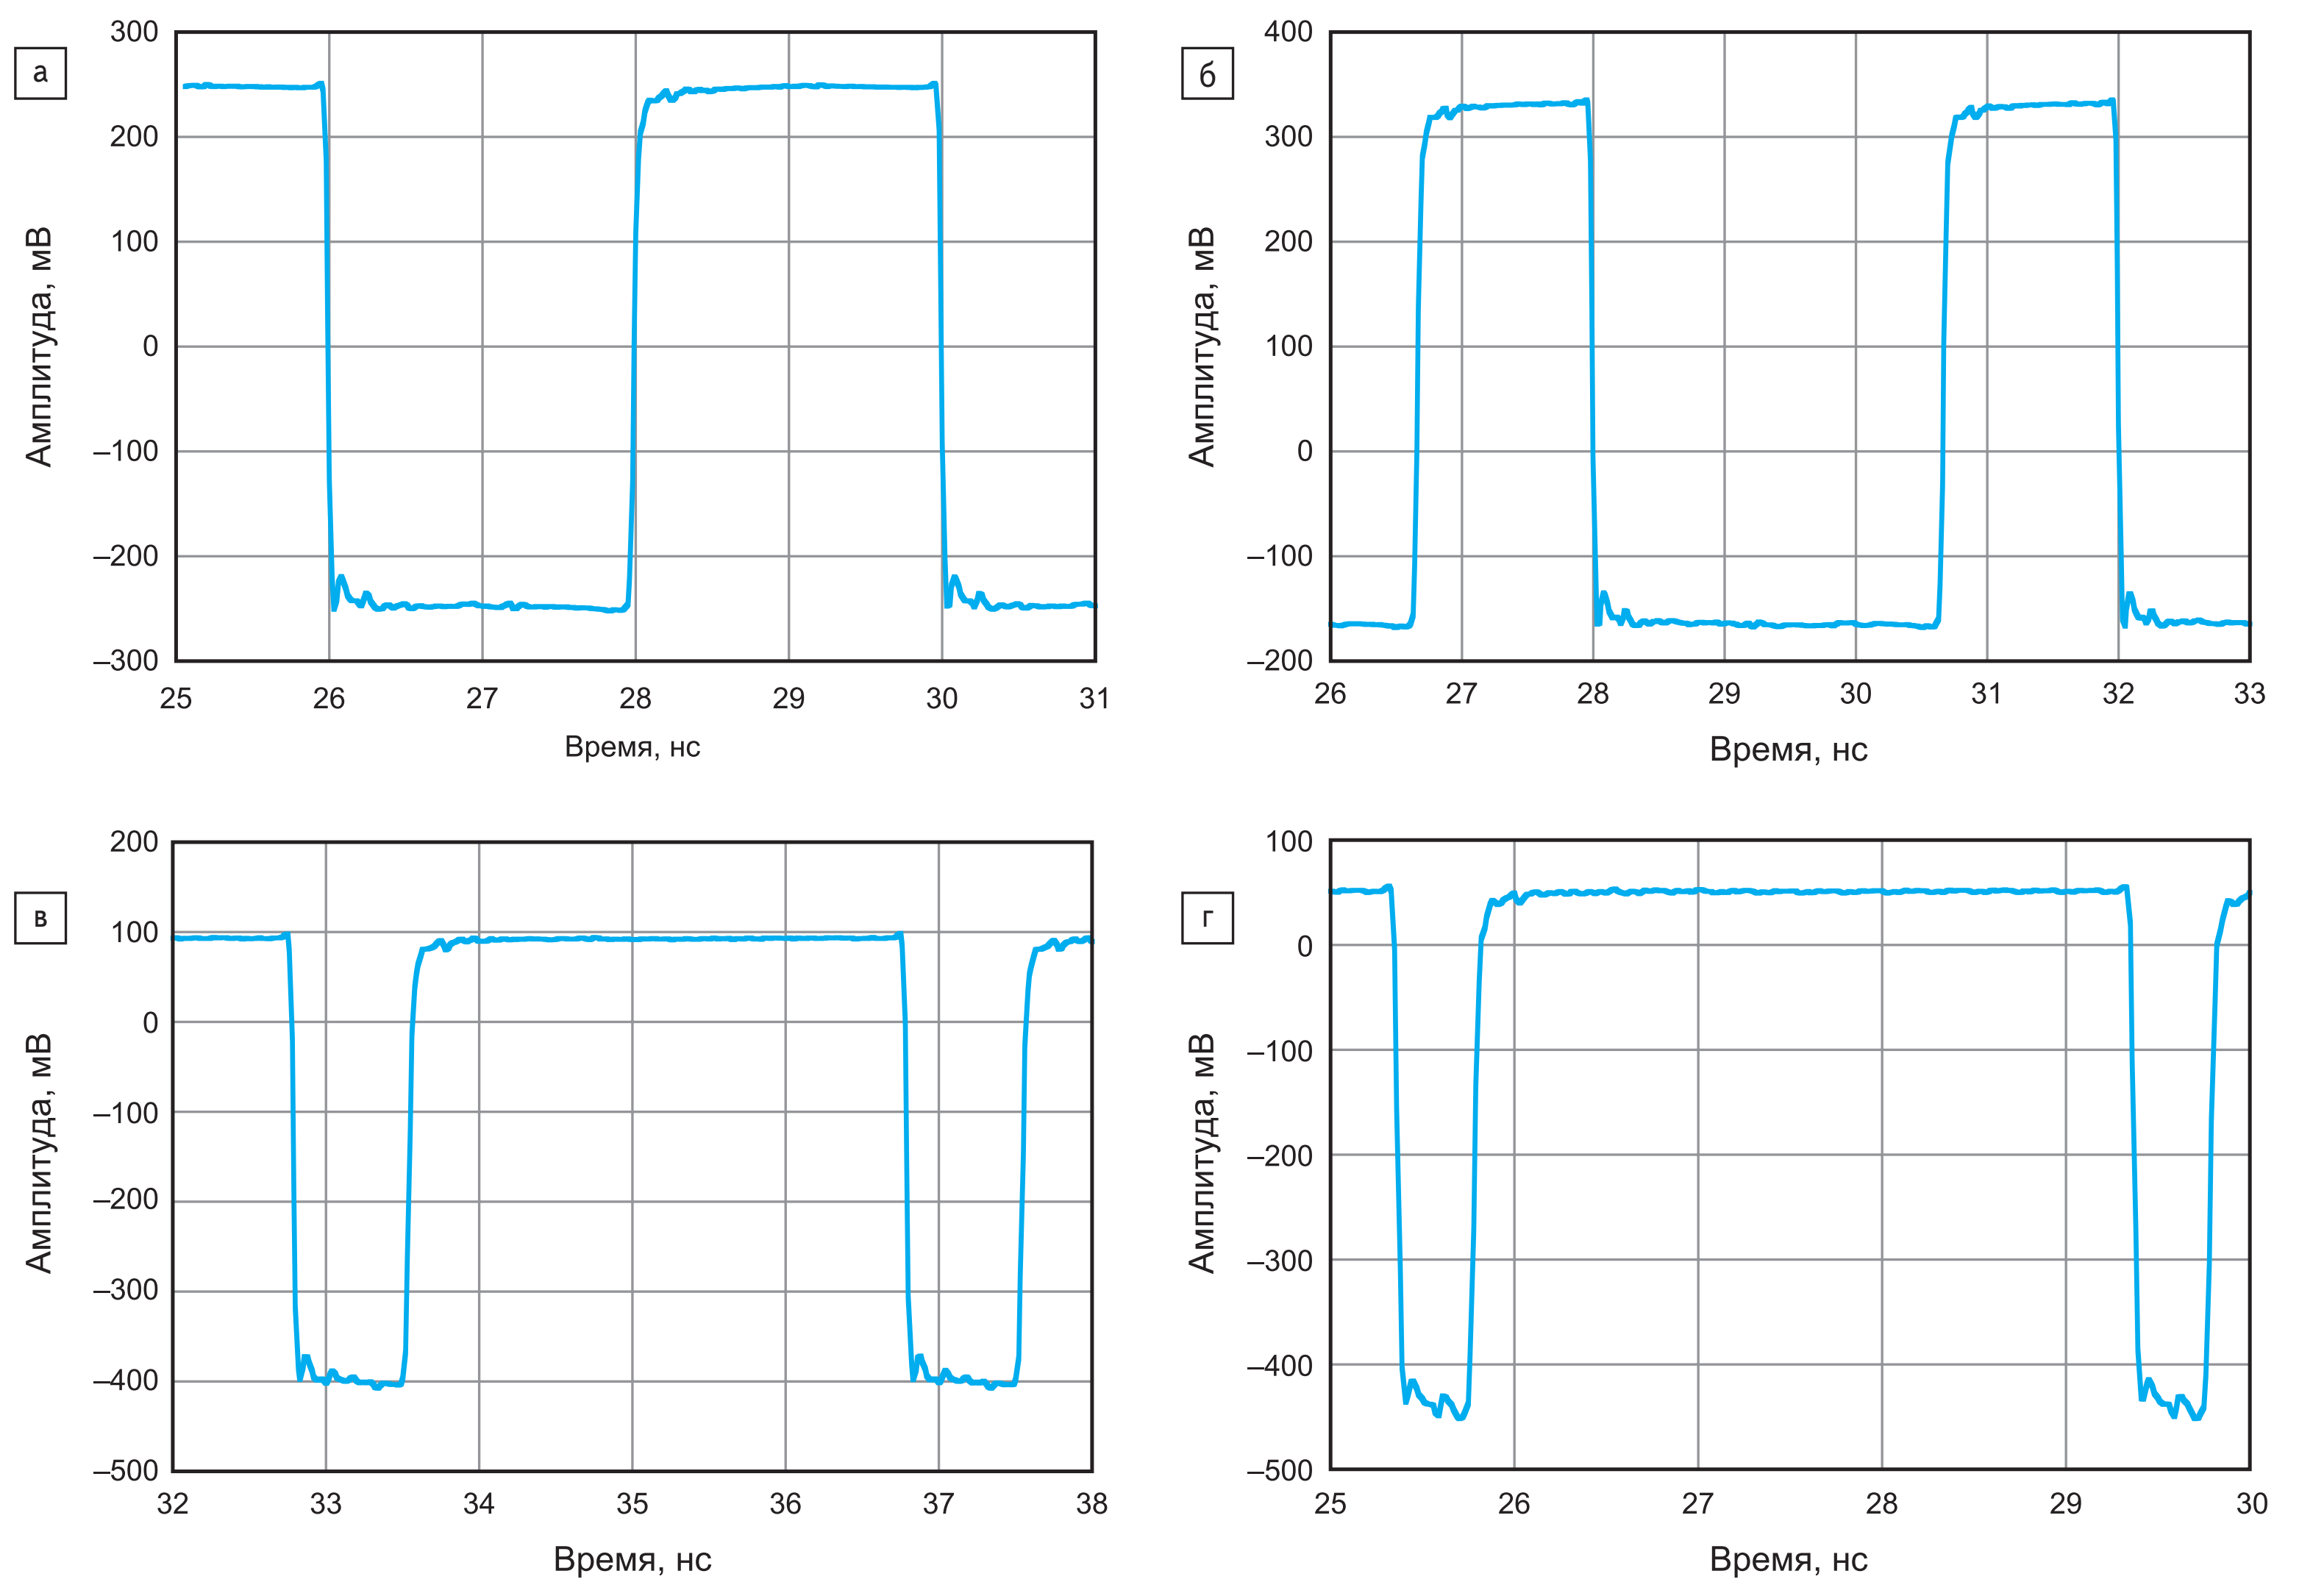 а
300
200
100
0
–100
–200
–300
Амплитуда, мВ
25 26 27 28 29 30 31
Время, нс
б
400
300
200
100
0
–100
–200
Амплитуда, мВ
26 27 28 29 30 31 32 33
Время, нс
в
200
100
0
–100
–200
–300
–400
–500
Амплитуда, мВ
32 33 34 35 36 37 38
Время, нс
г
100
0
–100
–200
–300
–400
–500
Амплитуда, мВ
25 26 27 28 29 30
Время, нс